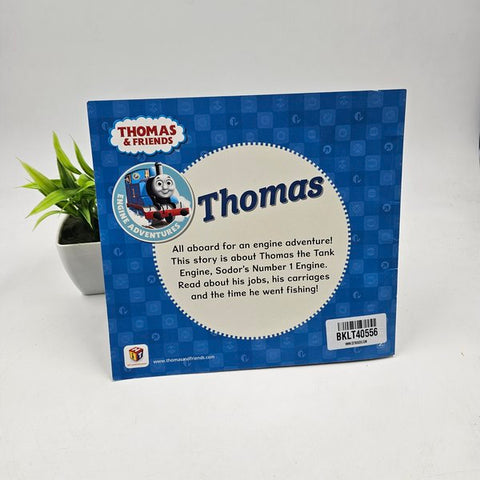 THOMAS
& FRIENDS
ENGINE ADVENTURES
Thomas
All aboard for an engine adventure!
This story is about Thomas the Tank
Engine, Sodor's Number 1 Engine.
Read about his jobs, his carriages
and the time he went fishing!
BKLT40556
www.thomasandfriends.com